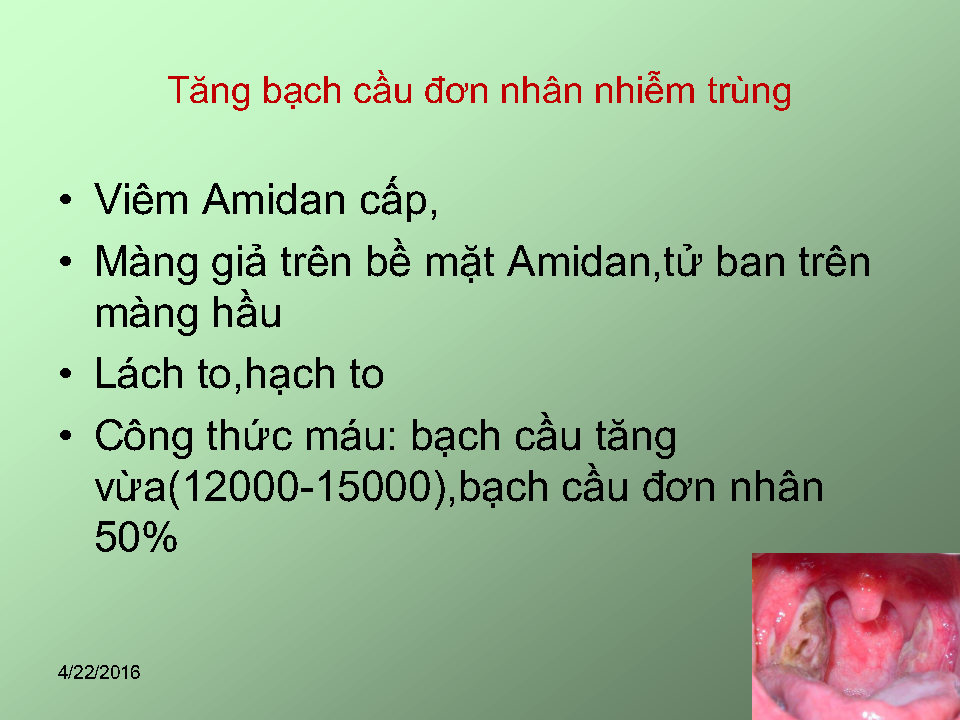 Tăng bạch cầu đơn nhân nhiễm trùng
• Viêm Amidan cấp,
• Màng giả trên bề mặt Amidan,tử ban trên
màng hầu
• Lách to,hạch to
• Công thức máu: bạch cầu tăng
vừa(12000-15000),bạch cầu đơn nhân
50%
4/22/2016